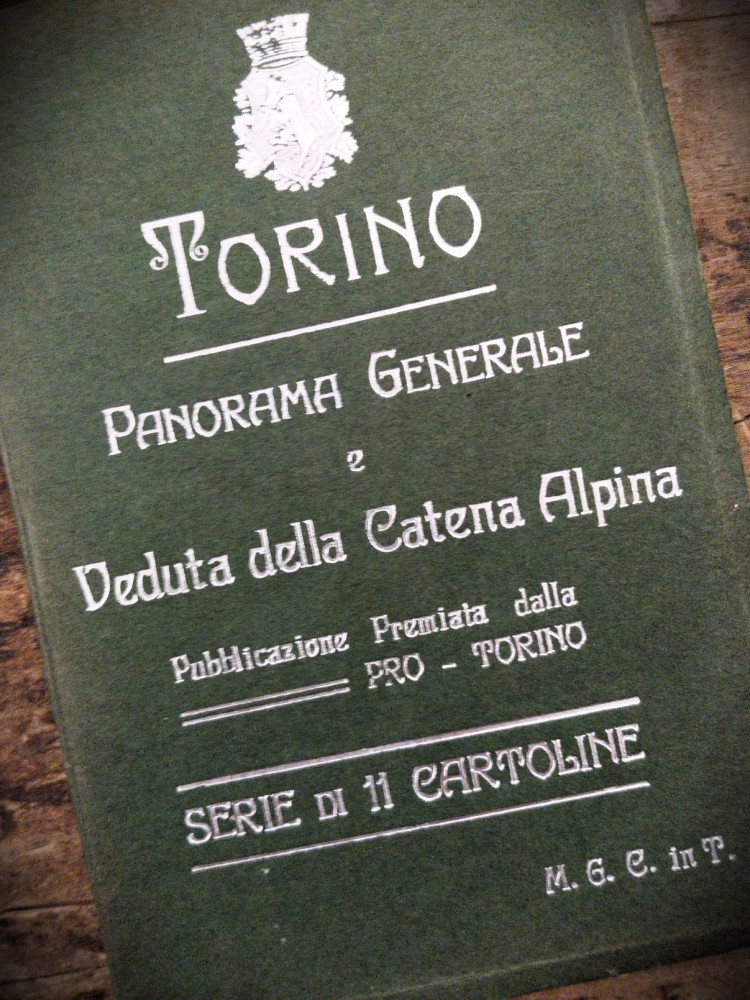 TORINO
PANORAMA GENERALE
e
Veduta della Catena Alpina
Pubblicazione Premiata dalla
PRO - TORINO
SERIE DI 11 CARTOLINE
M. G. C. in T.